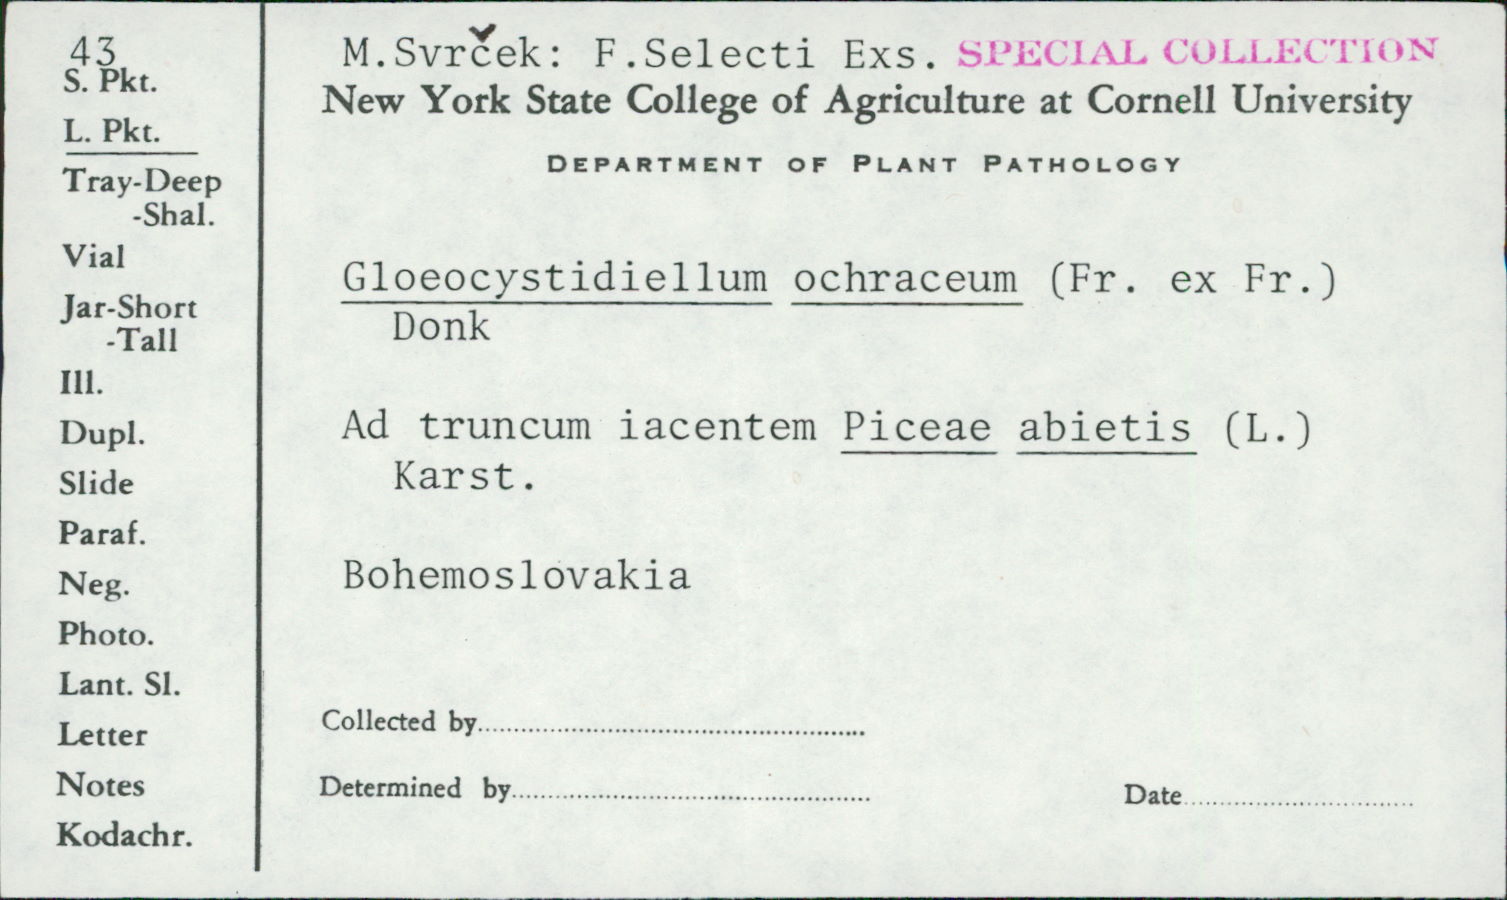 43
S. Pkt.
L. Pkt.
Tray-Deep
-Shal.
Vial
Jar-Short
-Tall
Ill.
Dupl.
Slide
Paraf.
Neg.
Photo.
Lant. Sl.
Letter
Notes
Kodachr.
M.Svrček: F.Selecti Exs. SPECIAL COLLECTION
New York State College of Agriculture at Cornell University
DEPARTMENT OF PLANT PATHOLOGY
Gloeocystidiellum ochraceum (Fr. ex Fr.)
Donk
Ad truncum iacentem Piceae abietis (L.)
Karst.
Bohemoslovakia
Collected by
Determined by
Date